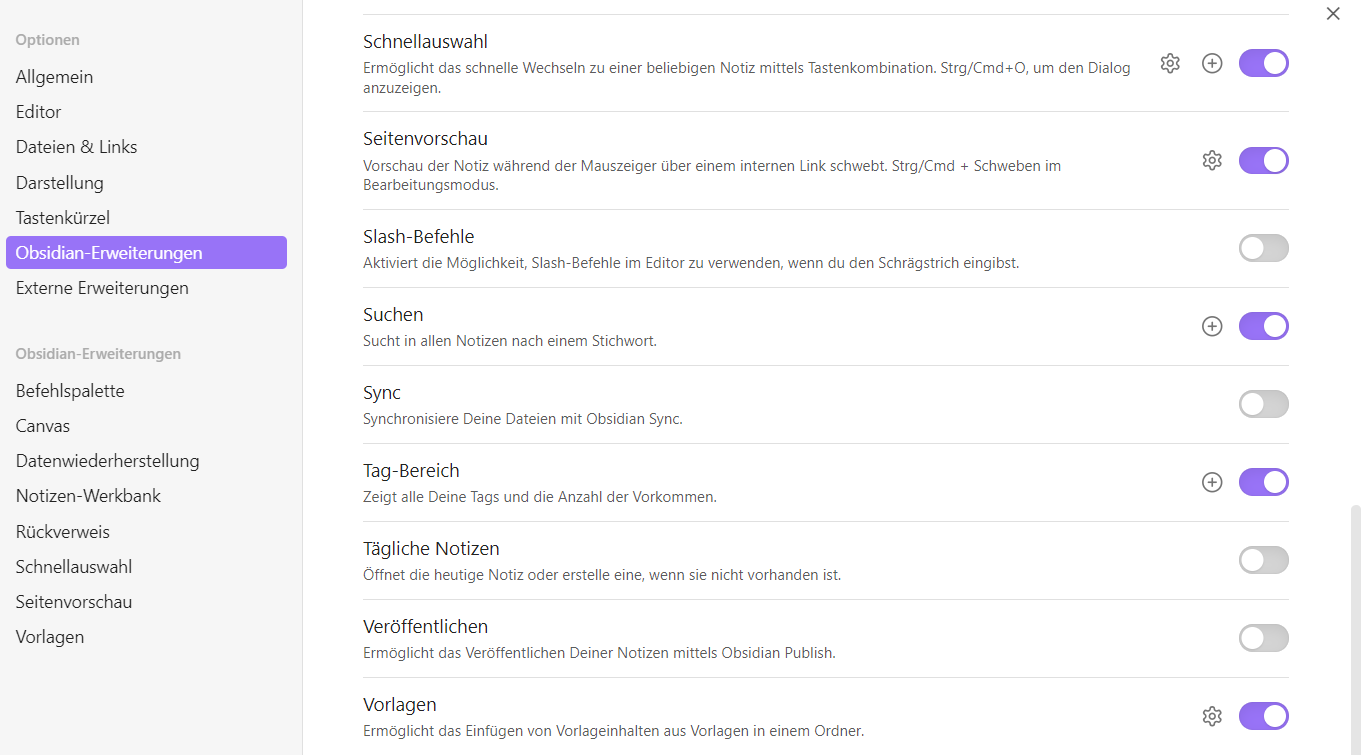 Optionen
Allgemein
Editor
Dateien & Links
Darstellung
Tastenkürzel
Obsidian-Erweiterungen
Externe Erweiterungen
Obsidian-Erweiterungen
Befehlspalette
Canvas
Datenwiederherstellung
Notizen-Werkbank
Rückverweis
Schnellauswahl
Seitenvorschau
Vorlagen
Schnellauswahl
Ermöglicht das schnelle Wechseln zu einer beliebigen Notiz mittels Tastenkombination. Strg/Cmd+O, um den Dialog
anzuzeigen.
Seitenvorschau
Vorschau der Notiz während der Mauszeiger über einem internen Link schwebt. Strg/Cmd + Schweben im
Bearbeitungsmodus.
Slash-Befehle
Aktiviert die Möglichkeit, Slash-Befehle im Editor zu verwenden, wenn du den Schrägstrich eingibst.
Suchen
Sucht in allen Notizen nach einem Stichwort.
Sync
Synchronisiere Deine Dateien mit Obsidian Sync.
Tag-Bereich
Zeigt alle Deine Tags und die Anzahl der Vorkommen.
Tägliche Notizen
Öffnet die heutige Notiz oder erstelle eine, wenn sie nicht vorhanden ist.
Veröffentlichen
Ermöglicht das Veröffentlichen Deiner Notizen mittels Obsidian Publish.
Vorlagen
Ermöglicht das Einfügen von Vorlageinhalten aus Vorlagen in einem Ordner.